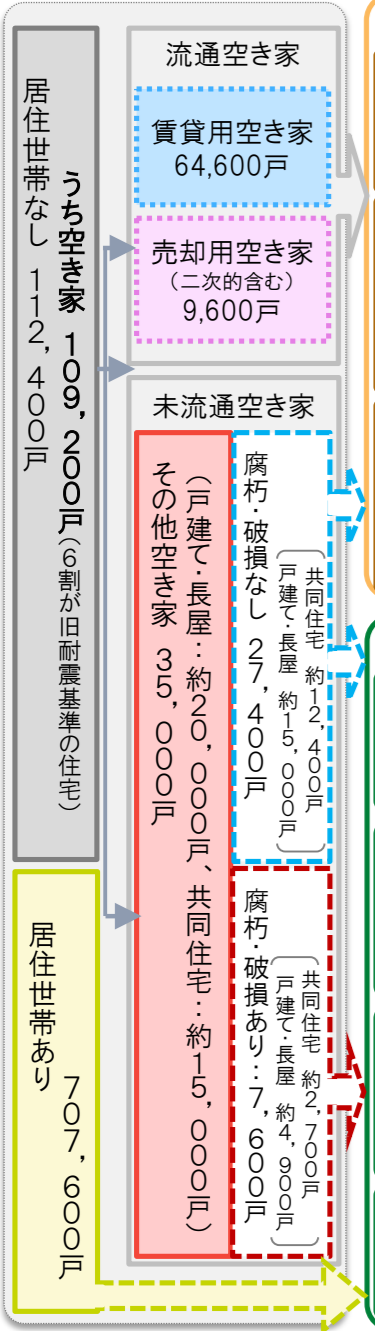 居住世帯なし 112,400戸
うち空き家 109,200戸(6割が旧耐震基準の住宅)
居住世帯あり
707,600戸
流通空き家
賃貸用空き家
64,600戸
売却用空き家
(二次的含む)
9,600戸
未流通空き家
その他空き家 35,000戸
(戸建て・長屋:約20,000戸、共同住宅:約15,000戸)
腐朽・破損なし 27,400戸
共同住宅 約12,400戸
戸建て・長屋 約15,000戸
腐朽・破損あり:7,600戸
共同住宅 約2,700戸
戸建て・長屋 約4,900戸